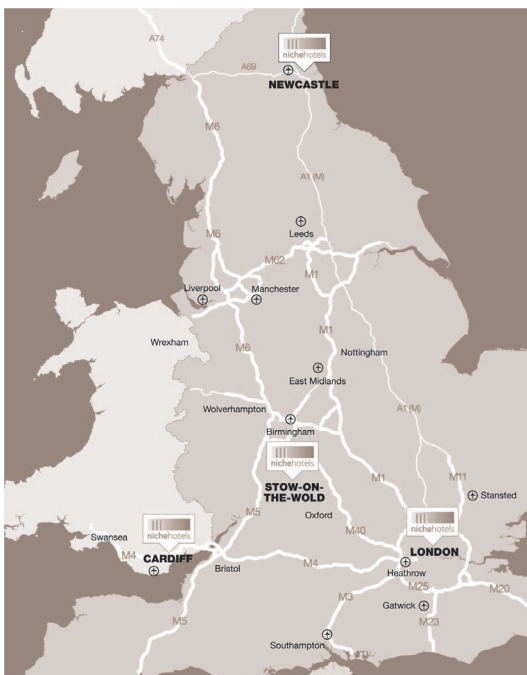 A74
nichehotels
A69
NEWCASTLE
M6
A1 (M)
Leeds
M6
M62
M1
Liverpool
Manchester
Wrexham
M6
M1
Nottingham
East Midlands
Wolverhampton
A1 (M)
Birmingham
nichehotels
STOW-ON-
THE-WOLD
M1
M11
Stansted
M5
Oxford
nichehotels
nichehotels
Swansea
M4
CARDIFF
M40
LONDON
Bristol
M4
Heathrow
M25
M20
M3
Gatwick
M5
M23
Southampton